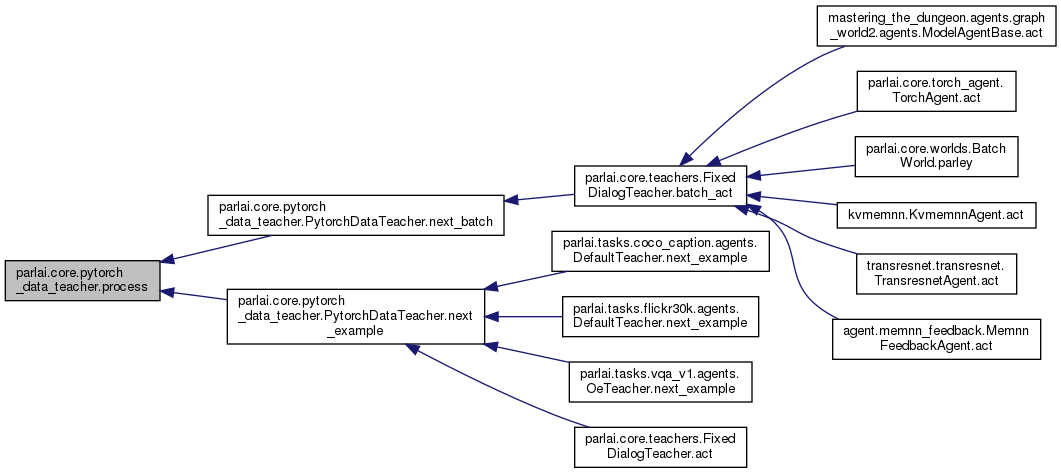 mastering_the_dungeon.agents.graph
_world2.agents.ModelAgentBase.act
parlai.core.torch_agent.
TorchAgent.act
parlai.core.worlds.Batch
World.parley
parlai.core.teachers.Fixed
DialogTeacher.batch_act
parlai.core.pytorch
_data_teacher.PytorchDataTeacher.next_batch
kvmemnn.KvmemnnAgent.act
parlai.tasks.coco_caption.agents.
DefaultTeacher.next_example
transresnet.transresnet.
TransresnetAgent.act
parlai.core.pytorch
_data_teacher.process
parlai.core.pytorch
_data_teacher.PytorchDataTeacher.next
_example
parlai.tasks.flickr30k.agents.
DefaultTeacher.next_example
agent.memnn_feedback.Memnn
FeedbackAgent.act
parlai.tasks.vqa_v1.agents.
OeTeacher.next_example
parlai.core.teachers.Fixed
DialogTeacher.act